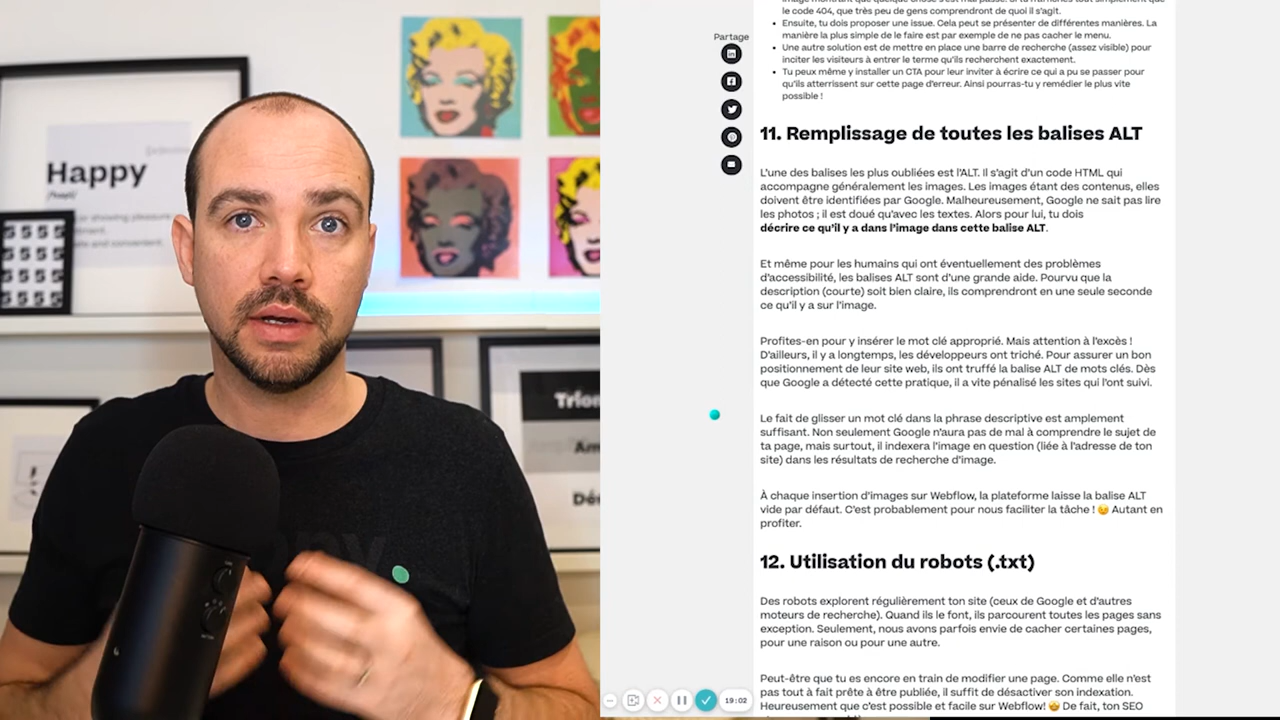 Happy
Partage
le code 404, que très peu de gens comprendront de quoi il s'agit.
• Ensuite, tu dois proposer une issue. Cela peut se présenter de différentes manières. La
manière la plus simple de le faire est par exemple de ne pas cacher le menu.
• Une autre solution est de mettre en place une barre de recherche (assez visible) pour
inciter les visiteurs à entrer le terme qu'ils recherchent exactement.
• Tu peux même y installer un CTA pour leur inviter à écrire ce qui a pu se passer pour
qu'ils atterrissent sur cette page d'erreur. Ainsi pourras-tu y remédier le plus vite
possible !
11. Remplissage de toutes les balises ALT
L'une des balises les plus oubliées est l'ALT. Il s'agit d'un code HTML qui
accompagne généralement les images. Les images étant des contenus, elles
doivent être identifiées par Google. Malheureusement, Google ne sait pas lire
les photos ; il est doué qu'avec les textes. Alors pour lui, tu dois
décrire ce qu'il y a dans l'image dans cette balise ALT.
Et même pour les humains qui ont éventuellement des problèmes
d'accessibilité, les balises ALT sont d'une grande aide. Pourvu que la
description (courte) soit bien claire, ils comprendront en une seule seconde
ce qu'il y a sur l'image.
Profites-en pour y insérer le mot clé approprié. Mais attention à l'excès !
D'ailleurs, il y a longtemps, les développeurs ont triché. Pour assurer un bon
positionnement de leur site web, ils ont truffé la balise ALT de mots clés. Dès
que Google a détecté cette pratique, il a vite pénalisé les sites qui l'ont suivi.
Le fait de glisser un mot clé dans la phrase descriptive est amplement
suffisant. Non seulement Google n'aura pas de mal à comprendre le sujet de
ta page, mais surtout, il indexera l'image en question (liée à l'adresse de ton
site) dans les résultats de recherche d'image.
À chaque insertion d'images sur Webflow, la plateforme laisse la balise ALT
vide par défaut. C'est probablement pour nous faciliter la tâche ! 😉 Autant en
profiter.
12. Utilisation du robots (.txt)
Des robots explorent régulièrement ton site (ceux de Google et d'autres
moteurs de recherche). Quand ils le font, ils parcourent toutes les pages sans
exception. Seulement, nous avons parfois envie de cacher certaines pages,
pour une raison ou pour une autre.
Peut-être que tu es encore en train de modifier une page. Comme elle n'est
pas tout à fait prête à être publiée, il suffit de désactiver son indexation.
Heureusement que c'est possible et facile sur Webflow! 🤩 De fait, ton SEO
19:02